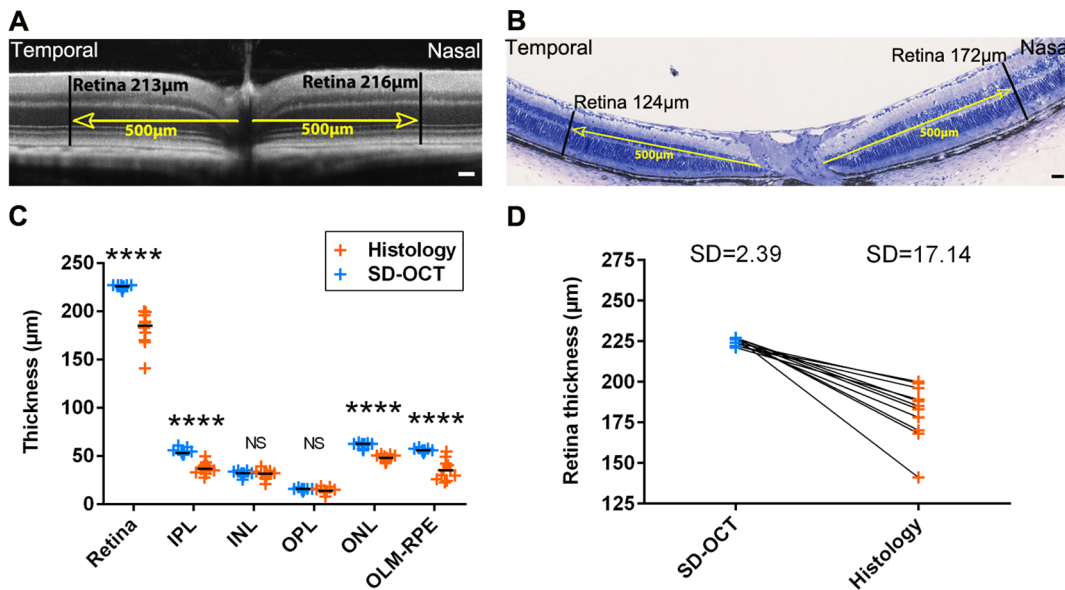 A
Temporal
Nasal
Retina 213µm
Retina 216µm
500µm
500µm
B
Temporal
Nasal
Retina 172µm
Retina 124µm
500µm
500µm
C
Histology
SD-OCT
****
****
NS
NS
****
****
Thickness (µm)
250
200
150
100
50
0
Retina
IPL
INL
OPL
ONL
OLM-RPE
D
SD=2.39
SD=17.14
Retina thickness (µm)
250
225
200
175
150
125
SD-OCT
Histology